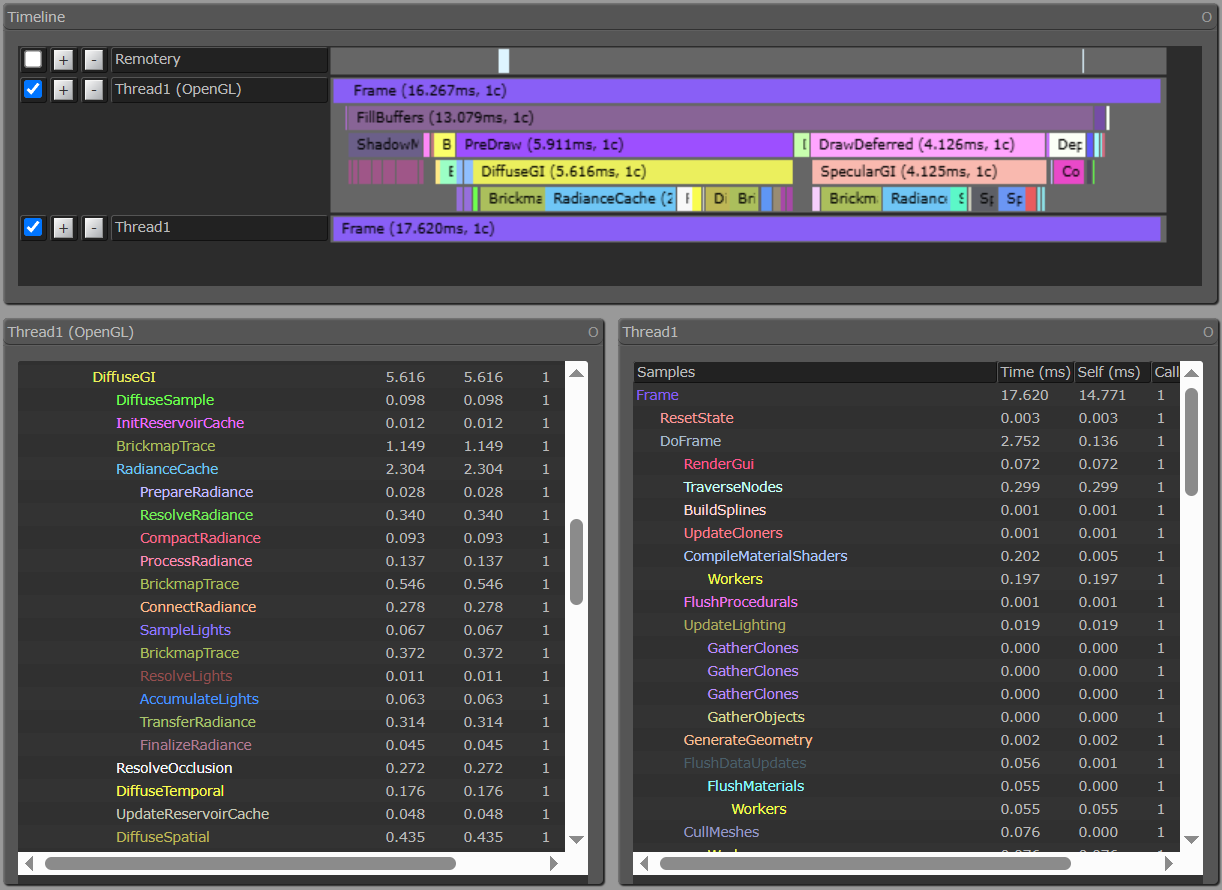 Timeline O
+ - Remotery
+ - Thread1 (OpenGL) Frame (16.267ms, 1c)
FillBuffers (13.079ms, 1c)
ShadowM B PreDraw (5.911ms, 1c) DrawDeferred (4.126ms, 1c) Dep
E DiffuseGI (5.616ms, 1c) SpecularGI (4.125ms, 1c) Co
Brickma RadianceCache (2 Di Bri Brickm Radianc S Sp Sp
+ - Thread1 Frame (17.620ms, 1c)
Thread1 (OpenGL) O
DiffuseGI 5.616 5.616 1
DiffuseSample 0.098 0.098 1
InitReservoirCache 0.012 0.012 1
BrickmapTrace 1.149 1.149 1
RadianceCache 2.304 2.304 1
PrepareRadiance 0.028 0.028 1
ResolveRadiance 0.340 0.340 1
CompactRadiance 0.093 0.093 1
ProcessRadiance 0.137 0.137 1
BrickmapTrace 0.546 0.546 1
ConnectRadiance 0.278 0.278 1
SampleLights 0.067 0.067 1
BrickmapTrace 0.372 0.372 1
ResolveLights 0.011 0.011 1
AccumulateLights 0.063 0.063 1
TransferRadiance 0.314 0.314 1
FinalizeRadiance 0.045 0.045 1
ResolveOcclusion 0.272 0.272 1
DiffuseTemporal 0.176 0.176 1
UpdateReservoirCache 0.048 0.048 1
DiffuseSpatial 0.435 0.435 1
Thread1 O
Samples Time (ms) Self (ms) Call
Frame 17.620 14.771 1
ResetState 0.003 0.003 1
DoFrame 2.752 0.136 1
RenderGui 0.072 0.072 1
TraverseNodes 0.299 0.299 1
BuildSplines 0.001 0.001 1
UpdateCloners 0.001 0.001 1
CompileMaterialShaders 0.202 0.005 1
Workers 0.197 0.197 1
FlushProcedurals 0.001 0.001 1
UpdateLighting 0.019 0.019 1
GatherClones 0.000 0.000 1
GatherClones 0.000 0.000 1
GatherClones 0.000 0.000 1
GatherObjects 0.000 0.000 1
GenerateGeometry 0.002 0.002 1
FlushDataUpdates 0.056 0.001 1
FlushMaterials 0.055 0.000 1
Workers 0.055 0.055 1
CullMeshes 0.076 0.000 1